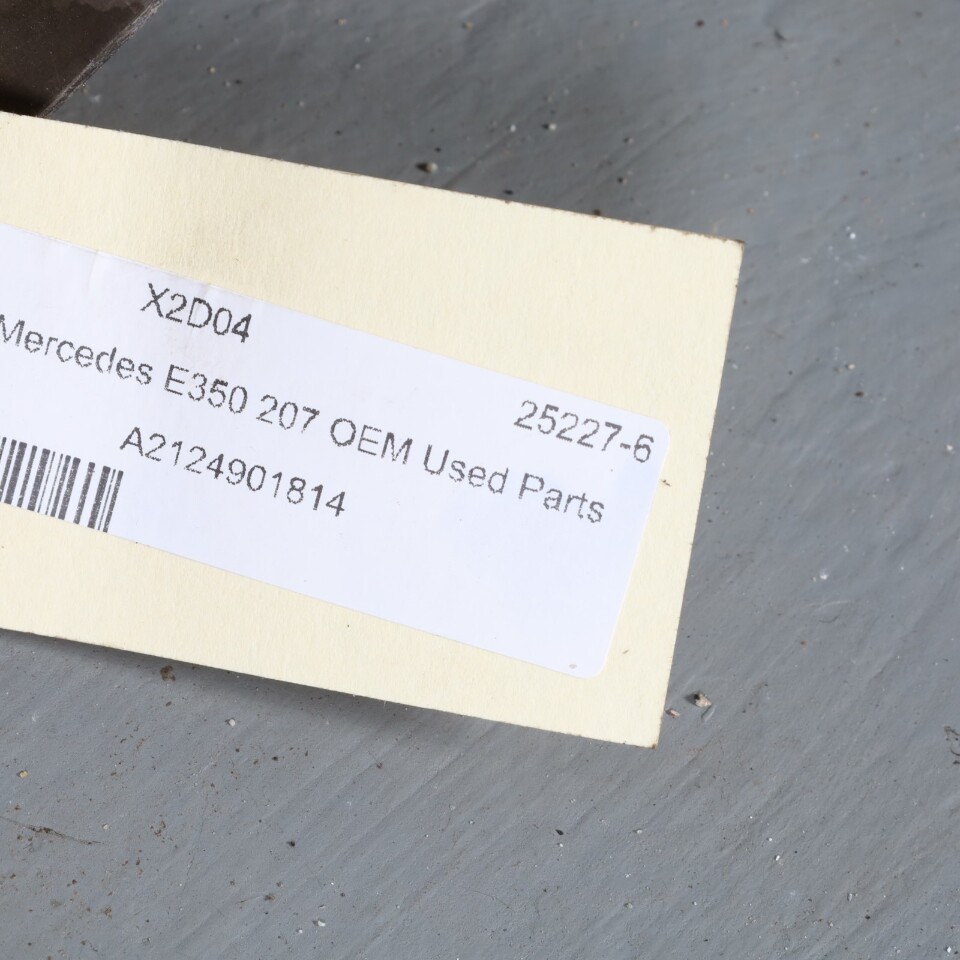 X2D04
25227-6
Mercedes E350 207 OEM Used Parts
A2124901814